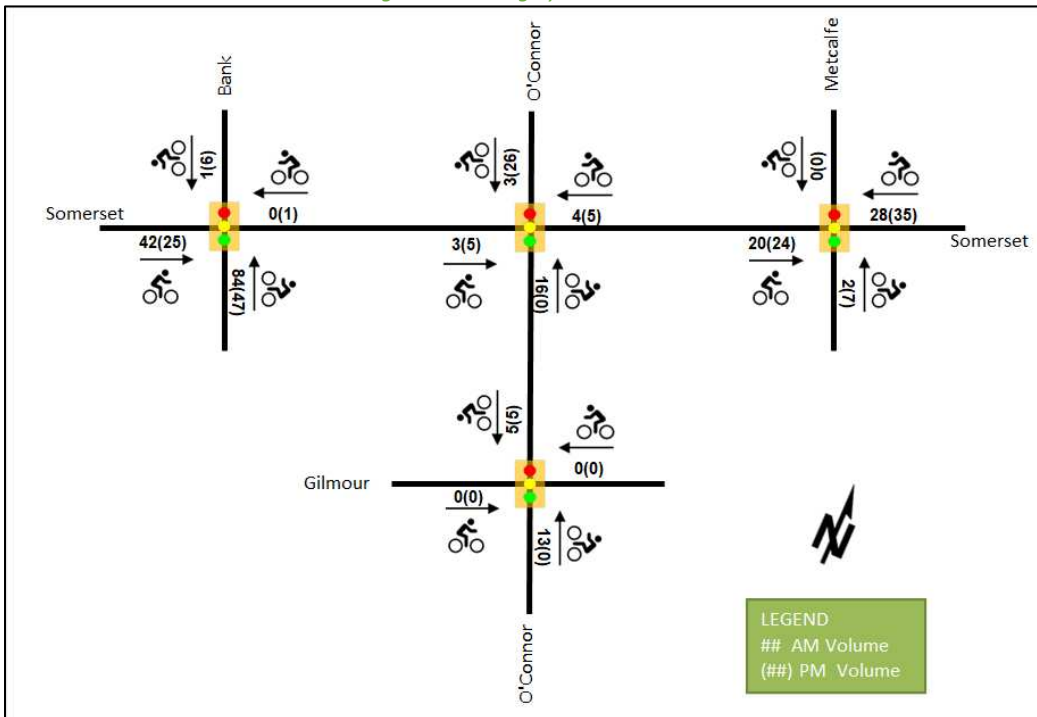 Bank
O'Connor
Metcalfe
1(6)
3(26)
0(0)
0(1)
4(5)
28(35)
Somerset
42(25)
3(5)
20(24)
Somerset
84(47)
16(0)
2(7)
5(5)
0(0)
Gilmour
0(0)
13(0)
N
O'Connor
LEGEND
## AM Volume
(##) PM Volume